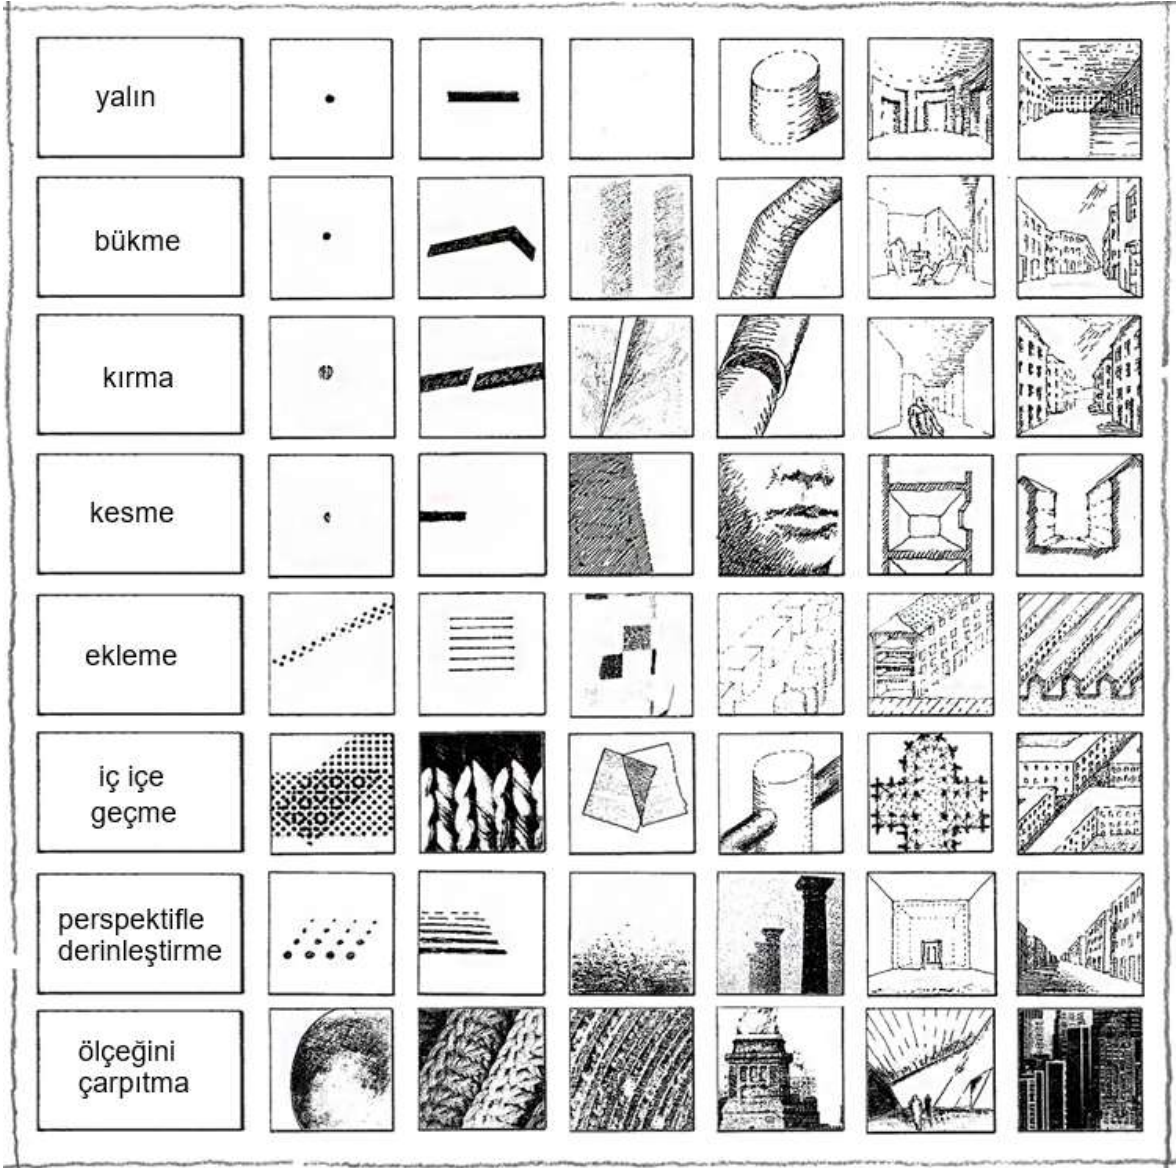 yalın
bükme
kırma
kesme
ekleme
iç içe
geçme
perspektifle
derinleştirme
ölçeğini
çarpıtma